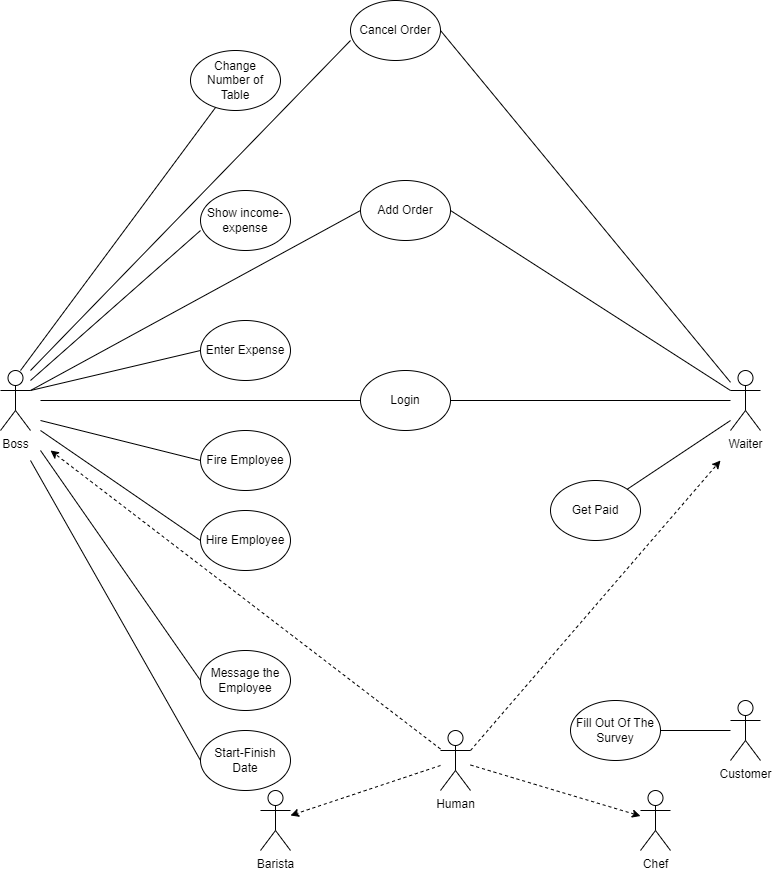 Cancel Order
Change
Number of
Table
Show income-
expense
Add Order
Enter Expense
Login
Boss
Waiter
Fire Employee
Get Paid
Hire Employee
Message the
Employee
Fill Out Of The
Survey
Start-Finish
Date
Customer
Human
Barista
Chef